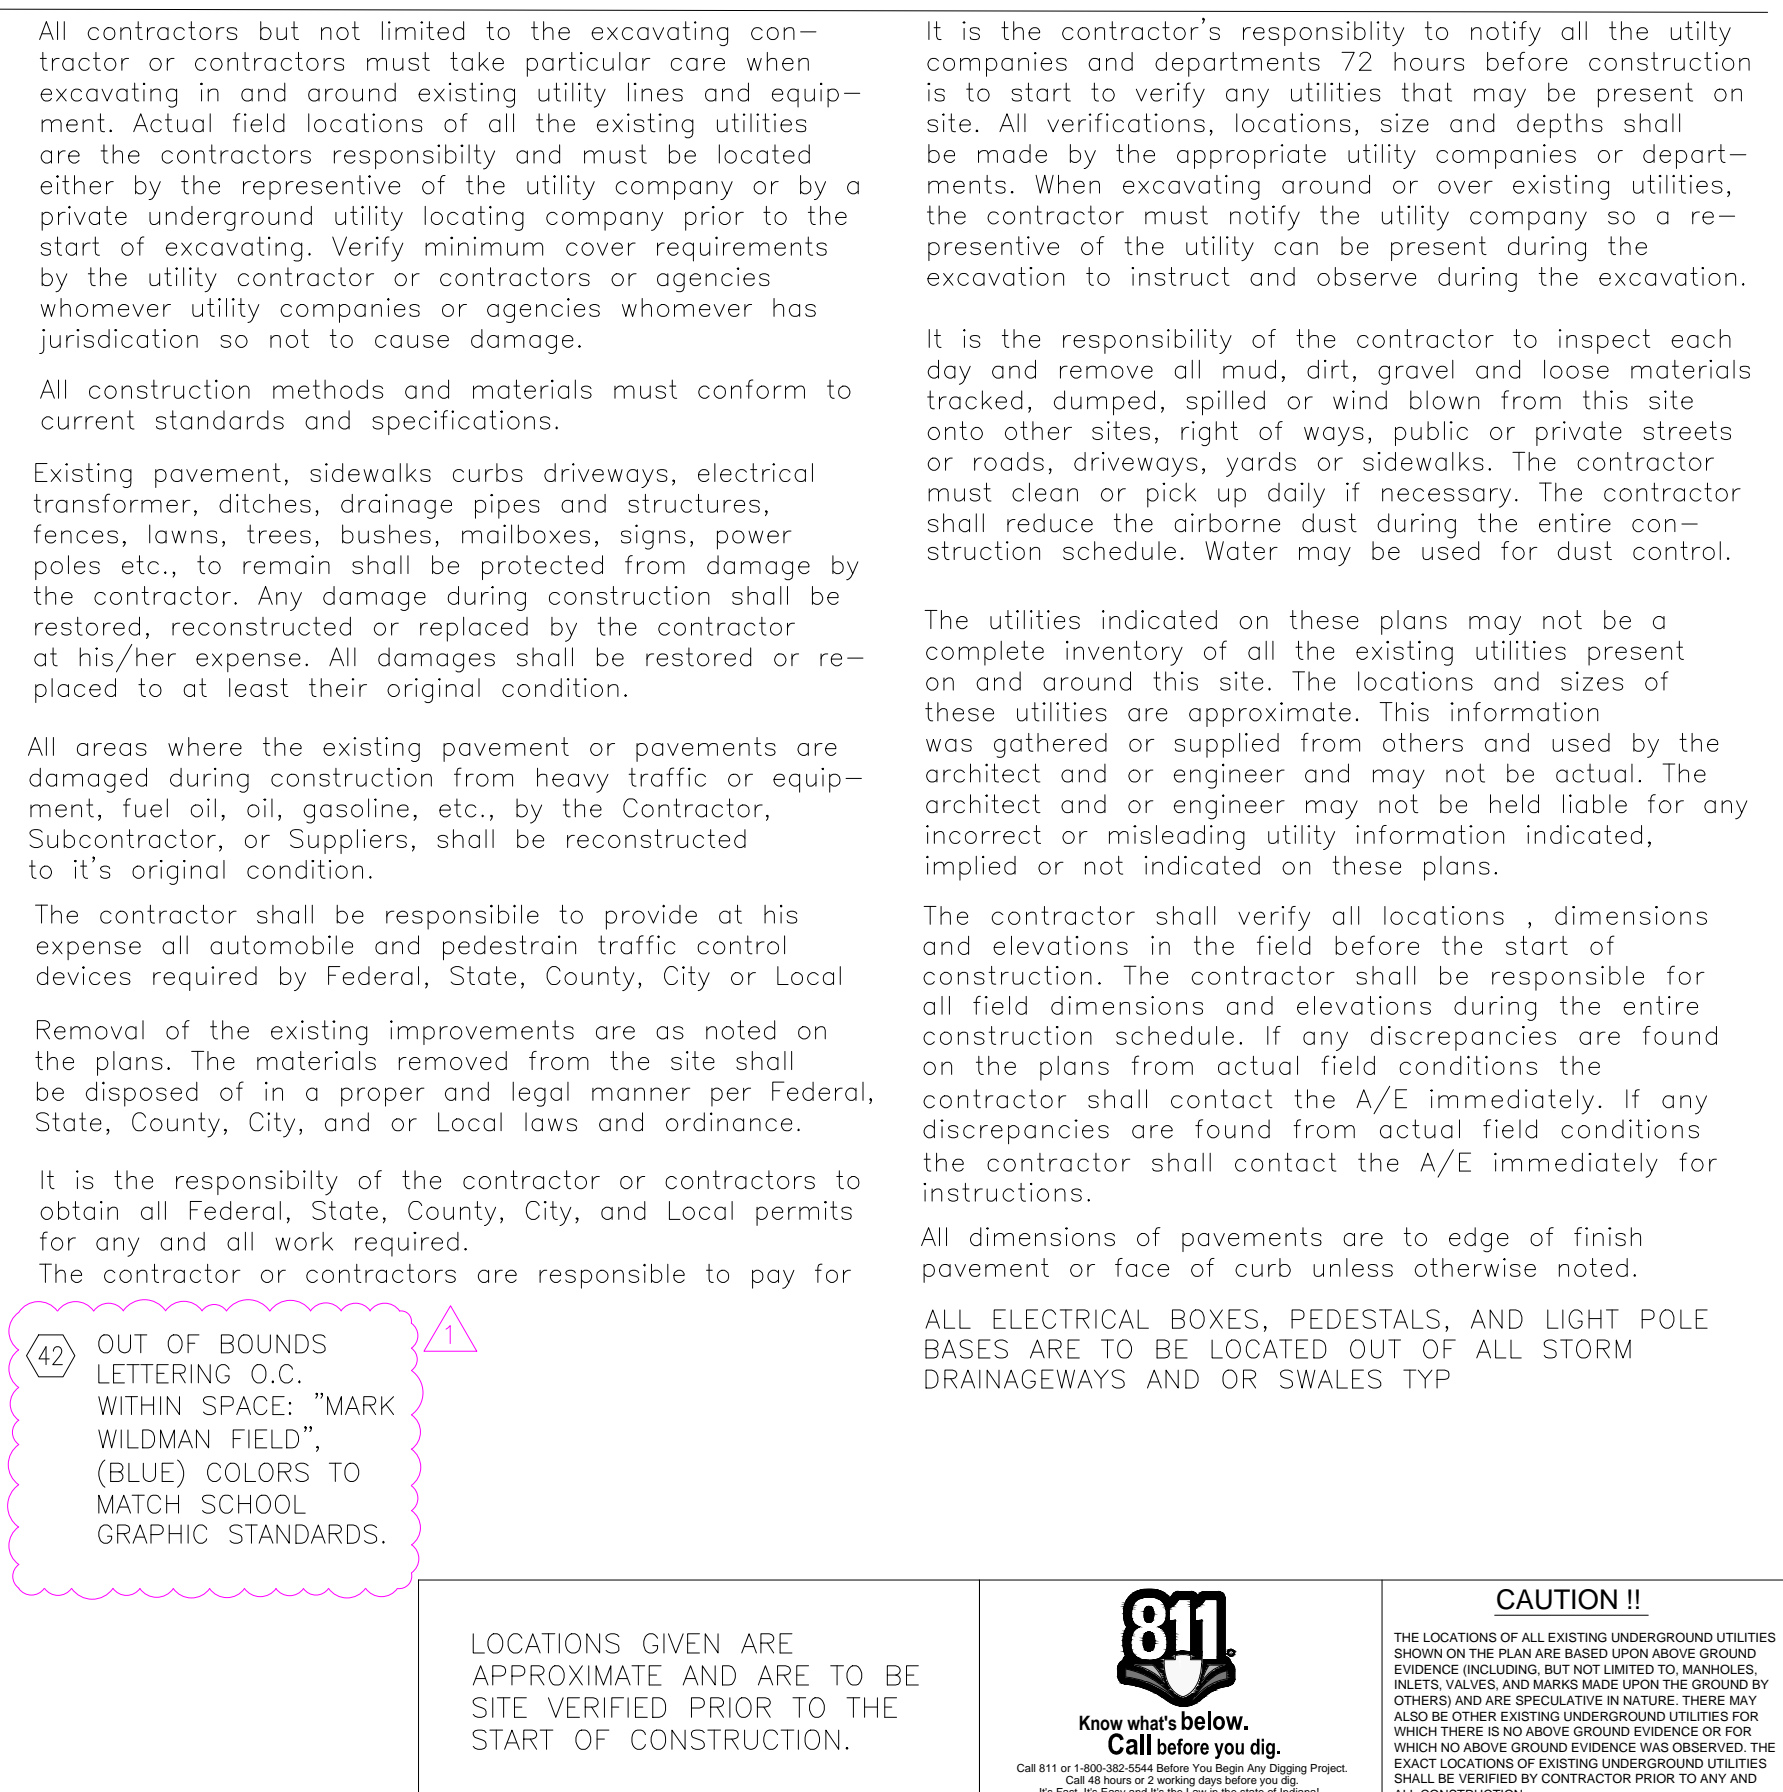 All contractors but not limited to the excavating con-
tractor or contractors must take particular care when
excavating in and around existing utility lines and equip-
ment. Actual field locations of all the existing utilities
are the contractors responsibilty and must be located
either by the representive of the utility company or by a
private underground utility locating company prior to the
start of excavating. Verify minimum cover requirements
by the utility contractor or contractors or agencies
whomever utility companies or agencies whomever has
jurisdication so not to cause damage.
All construction methods and materials must conform to
current standards and specifications.
Existing pavement, sidewalks curbs driveways, electrical
transformer, ditches, drainage pipes and structures,
fences, lawns, trees, bushes, mailboxes, signs, power
poles etc., to remain shall be protected from damage by
the contractor. Any damage during construction shall be
restored, reconstructed or replaced by the contractor
at his/her expense. All damages shall be restored or re-
placed to at least their original condition.
All areas where the existing pavement or pavements are
damaged during construction from heavy traffic or equip-
ment, fuel oil, oil, gasoline, etc., by the Contractor,
Subcontractor, or Suppliers, shall be reconstructed
to it's original condition.
The contractor shall be responsibile to provide at his
expense all automobile and pedestrain traffic control
devices required by Federal, State, County, City or Local
Removal of the existing improvements are as noted on
the plans. The materials removed from the site shall
be disposed of in a proper and legal manner per Federal,
State, County, City, and or Local laws and ordinance.
It is the responsibilty of the contractor or contractors to
obtain all Federal, State, County, City, and Local permits
for any and all work required.
The contractor or contractors are responsible to pay for
42
OUT OF BOUNDS
LETTERING O.C.
WITHIN SPACE: "MARK
WILDMAN FIELD",
(BLUE) COLORS TO
MATCH SCHOOL
GRAPHIC STANDARDS.
1
It is the contractor's responsiblity to notify all the utilty
companies and departments 72 hours before construction
is to start to verify any utilities that may be present on
site. All verifications, locations, size and depths shall
be made by the appropriate utility companies or depart-
ments. When excavating around or over existing utilities,
the contractor must notify the utility company so a re-
presentive of the utility can be present during the
excavation to instruct and observe during the excavation.
It is the responsibility of the contractor to inspect each
day and remove all mud, dirt, gravel and loose materials
tracked, dumped, spilled or wind blown from this site
onto other sites, right of ways, public or private streets
or roads, driveways, yards or sidewalks. The contractor
must clean or pick up daily if necessary. The contractor
shall reduce the airborne dust during the entire con-
struction schedule. Water may be used for dust control.
The utilities indicated on these plans may not be a
complete inventory of all the existing utilities present
on and around this site. The locations and sizes of
these utilities are approximate. This information
was gathered or supplied from others and used by the
architect and or engineer and may not be actual. The
architect and or engineer may not be held liable for any
incorrect or misleading utility information indicated,
implied or not indicated on these plans.
The contractor shall verify all locations , dimensions
and elevations in the field before the start of
construction. The contractor shall be responsible for
all field dimensions and elevations during the entire
construction schedule. If any discrepancies are found
on the plans from actual field conditions the
contractor shall contact the A/E immediately. If any
discrepancies are found from actual field conditions
the contractor shall contact the A/E immediately for
instructions.
All dimensions of pavements are to edge of finish
pavement or face of curb unless otherwise noted.
ALL ELECTRICAL BOXES, PEDESTALS, AND LIGHT POLE
BASES ARE TO BE LOCATED OUT OF ALL STORM
DRAINAGEWAYS AND OR SWALES TYP
LOCATIONS GIVEN ARE
APPROXIMATE AND ARE TO BE
SITE VERIFIED PRIOR TO THE
START OF CONSTRUCTION.
811
Know what's below.
Call before you dig.
Call 811 or 1-800-382-5544 Before You Begin Any Digging Project.
Call 48 hours or 2 working days before you dig.
It's Fast, It's Easy and It's the Law in the state of Indiana!
CAUTION !!
THE LOCATIONS OF ALL EXISTING UNDERGROUND UTILITIES
SHOWN ON THE PLAN ARE BASED UPON ABOVE GROUND
EVIDENCE (INCLUDING, BUT NOT LIMITED TO, MANHOLES,
INLETS, VALVES, AND MARKS MADE UPON THE GROUND BY
OTHERS) AND ARE SPECULATIVE IN NATURE. THERE MAY
ALSO BE OTHER EXISTING UNDERGROUND UTILITIES FOR
WHICH THERE IS NO ABOVE GROUND EVIDENCE OR FOR
WHICH NO ABOVE GROUND EVIDENCE WAS OBSERVED. THE
EXACT LOCATIONS OF EXISTING UNDERGROUND UTILITIES
SHALL BE VERIFIED BY CONTRACTOR PRIOR TO ANY AND
ALL CONSTRUCTION